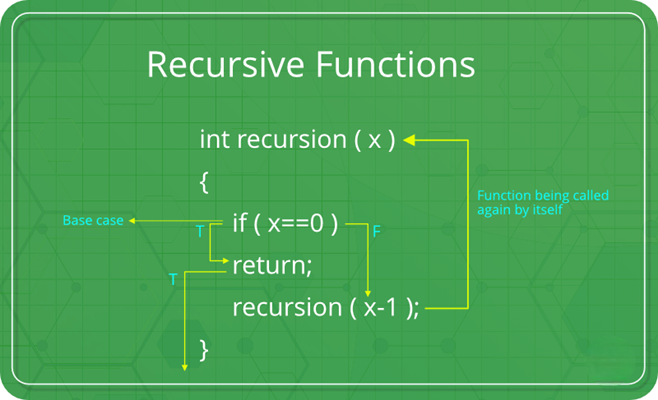 Recursive Functions
int recursion ( x )
{
Function being called
again by itself
Base case
if ( x==0 )
T
F
return;
T
recursion ( x-1 );
}